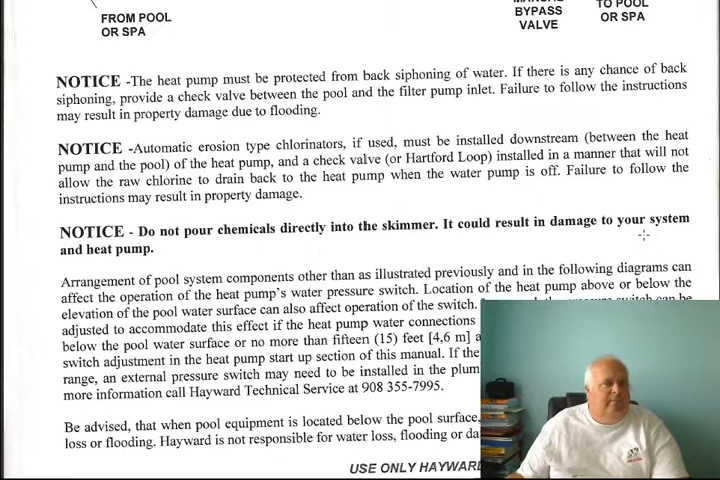 FROM POOL
OR SPA
BYPASS
VALVE
TO POOL
OR SPA
NOTICE -The heat pump must be protected from back siphoning of water. If there is any chance of back
siphoning, provide a check valve between the pool and the filter pump inlet. Failure to follow the instructions
may result in property damage due to flooding.
NOTICE -Automatic erosion type chlorinators, if used, must be installed downstream (between the heat
pump and the pool) of the heat pump, and a check valve (or Hartford Loop) installed in a manner that will not
allow the raw chlorine to drain back to the heat pump when the water pump is off. Failure to follow the
instructions may result in property damage.
NOTICE - Do not pour chemicals directly into the skimmer. It could result in damage to your system
and heat pump.
Arrangement of pool system components other than as illustrated previously and in the following diagrams can
affect the operation of the heat pump's water pressure switch. Location of the heat pump above or below the
elevation of the pool water surface can also affect operation of the switch.
adjusted to accommodate this effect if the heat pump water connections
below the pool water surface or no more than fifteen (15) feet [4,6 m]
switch adjustment in the heat pump start up section of this manual. If the
range, an external pressure switch may need to be installed in the
more information call Hayward Technical Service at 908 355-7995.
Be advised, that when pool equipment is located below the pool surface,
loss or flooding. Hayward is not responsible for water loss, flooding or
USE ONLY